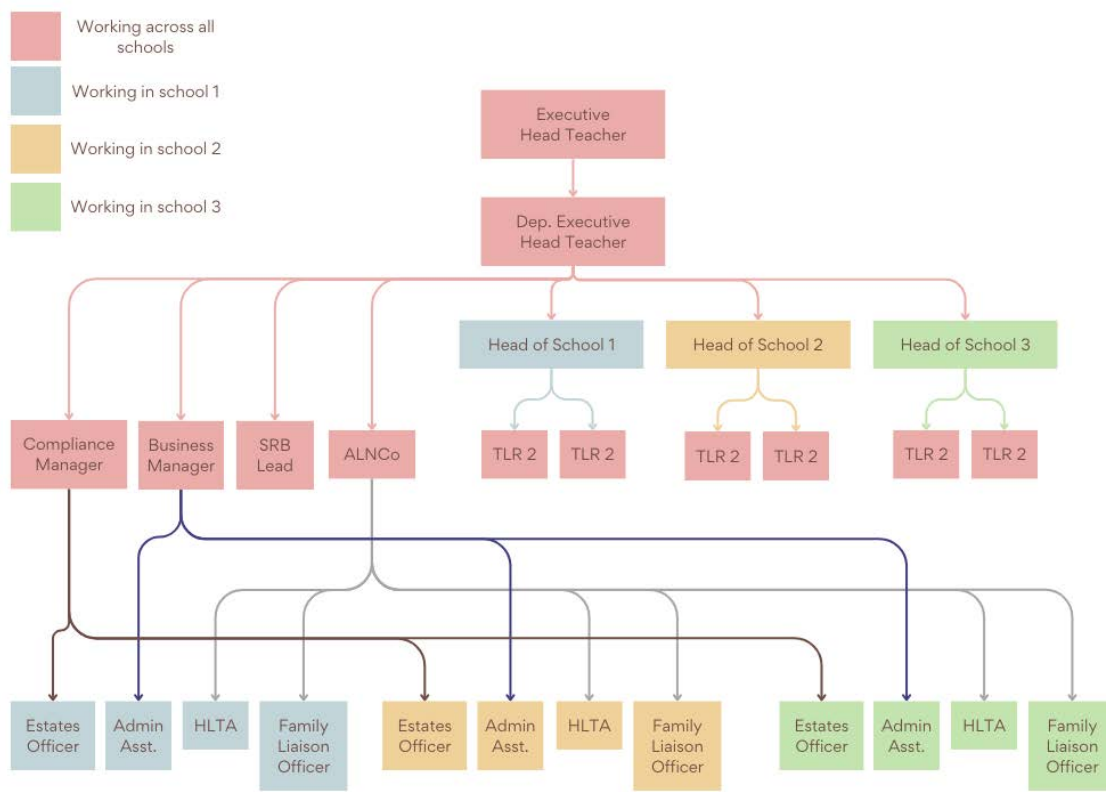 Working across all
schools
Working in school 1
Working in school 2
Working in school 3
Executive
Head Teacher
Dep. Executive
Head Teacher
Head of School 1
Head of School 2
Head of School 3
Compliance
Manager
Business
Manager
SRB
Lead
ALNCo
TLR 2
TLR 2
TLR 2
TLR 2
TLR 2
TLR 2
Estates
Officer
Admin
Asst.
HLTA
Family
Liaison
Officer
Estates
Officer
Admin
Asst.
HLTA
Family
Liaison
Officer
Estates
Officer
Admin
Asst.
HLTA
Family
Liaison
Officer